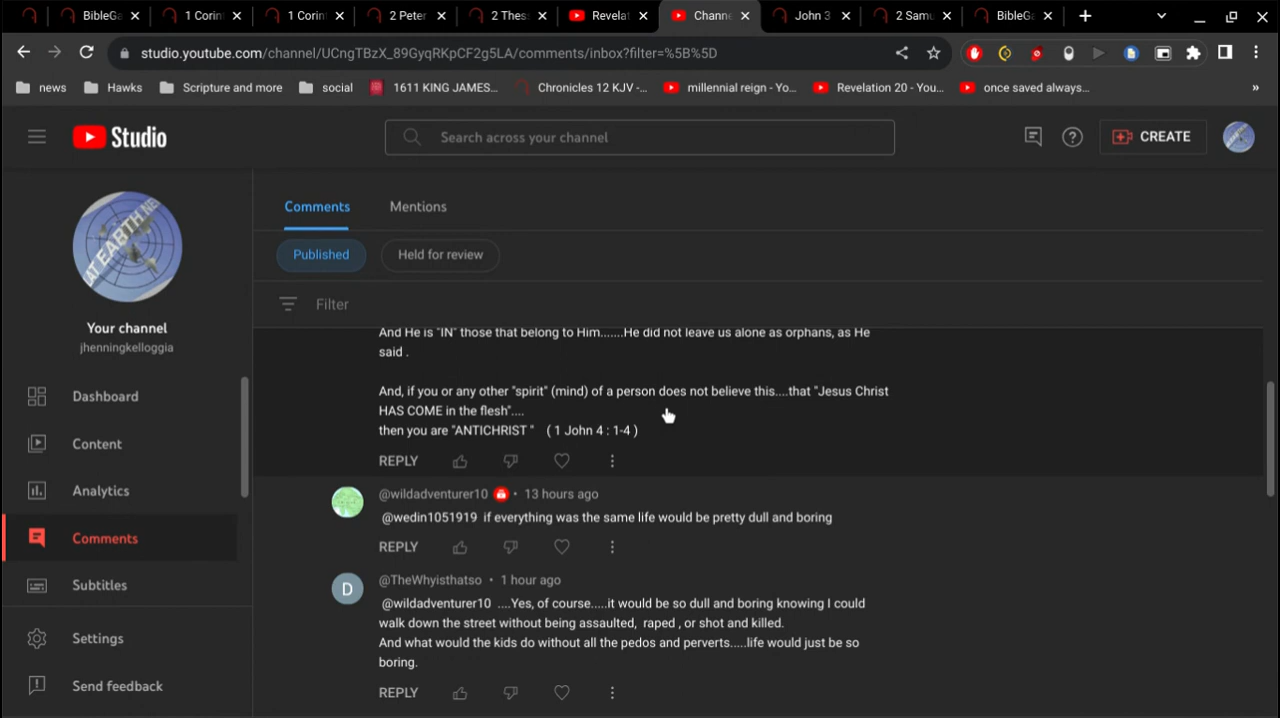 BibleGa
1 Corin
1 Corin
2 Peter
2 Thes
Revelat
Channe
John 3
2 Samu
BibleGa
studio.youtube.com/channel/UCngTBzX_89GyqRKpCF2g5LA/comments/inbox?filter=%5B%5D
news
Hawks
Scripture and more
social
1611 KING JAMES...
Chronicles 12 KJV -...
millennial reign - Yo...
Revelation 20 - You...
once saved always...
»
Studio
Search across your channel
CREATE
AT EARTH NE
Your channel
jhenningkelloggia
Dashboard
Content
Analytics
Comments
Subtitles
Settings
Send feedback
Comments
Mentions
Published
Held for review
Filter
And He is "IN" those that belong to Him.......He did not leave us alone as orphans, as He
said .
And, if you or any other "spirit" (mind) of a person does not believe this....that "Jesus Christ
HAS COME in the flesh"....
then you are "ANTICHRIST " ( 1 John 4 : 1-4 )
REPLY
@wildadventurer10 • 13 hours ago
@wedin1051919 if everything was the same life would be pretty dull and boring
REPLY
D
@TheWhyisthatso • 1 hour ago
@wildadventurer10 ....Yes, of course.....it would be so dull and boring knowing I could
walk down the street without being assaulted, raped , or shot and killed.
And what would the kids do without all the pedos and perverts.....life would just be so
boring.
REPLY